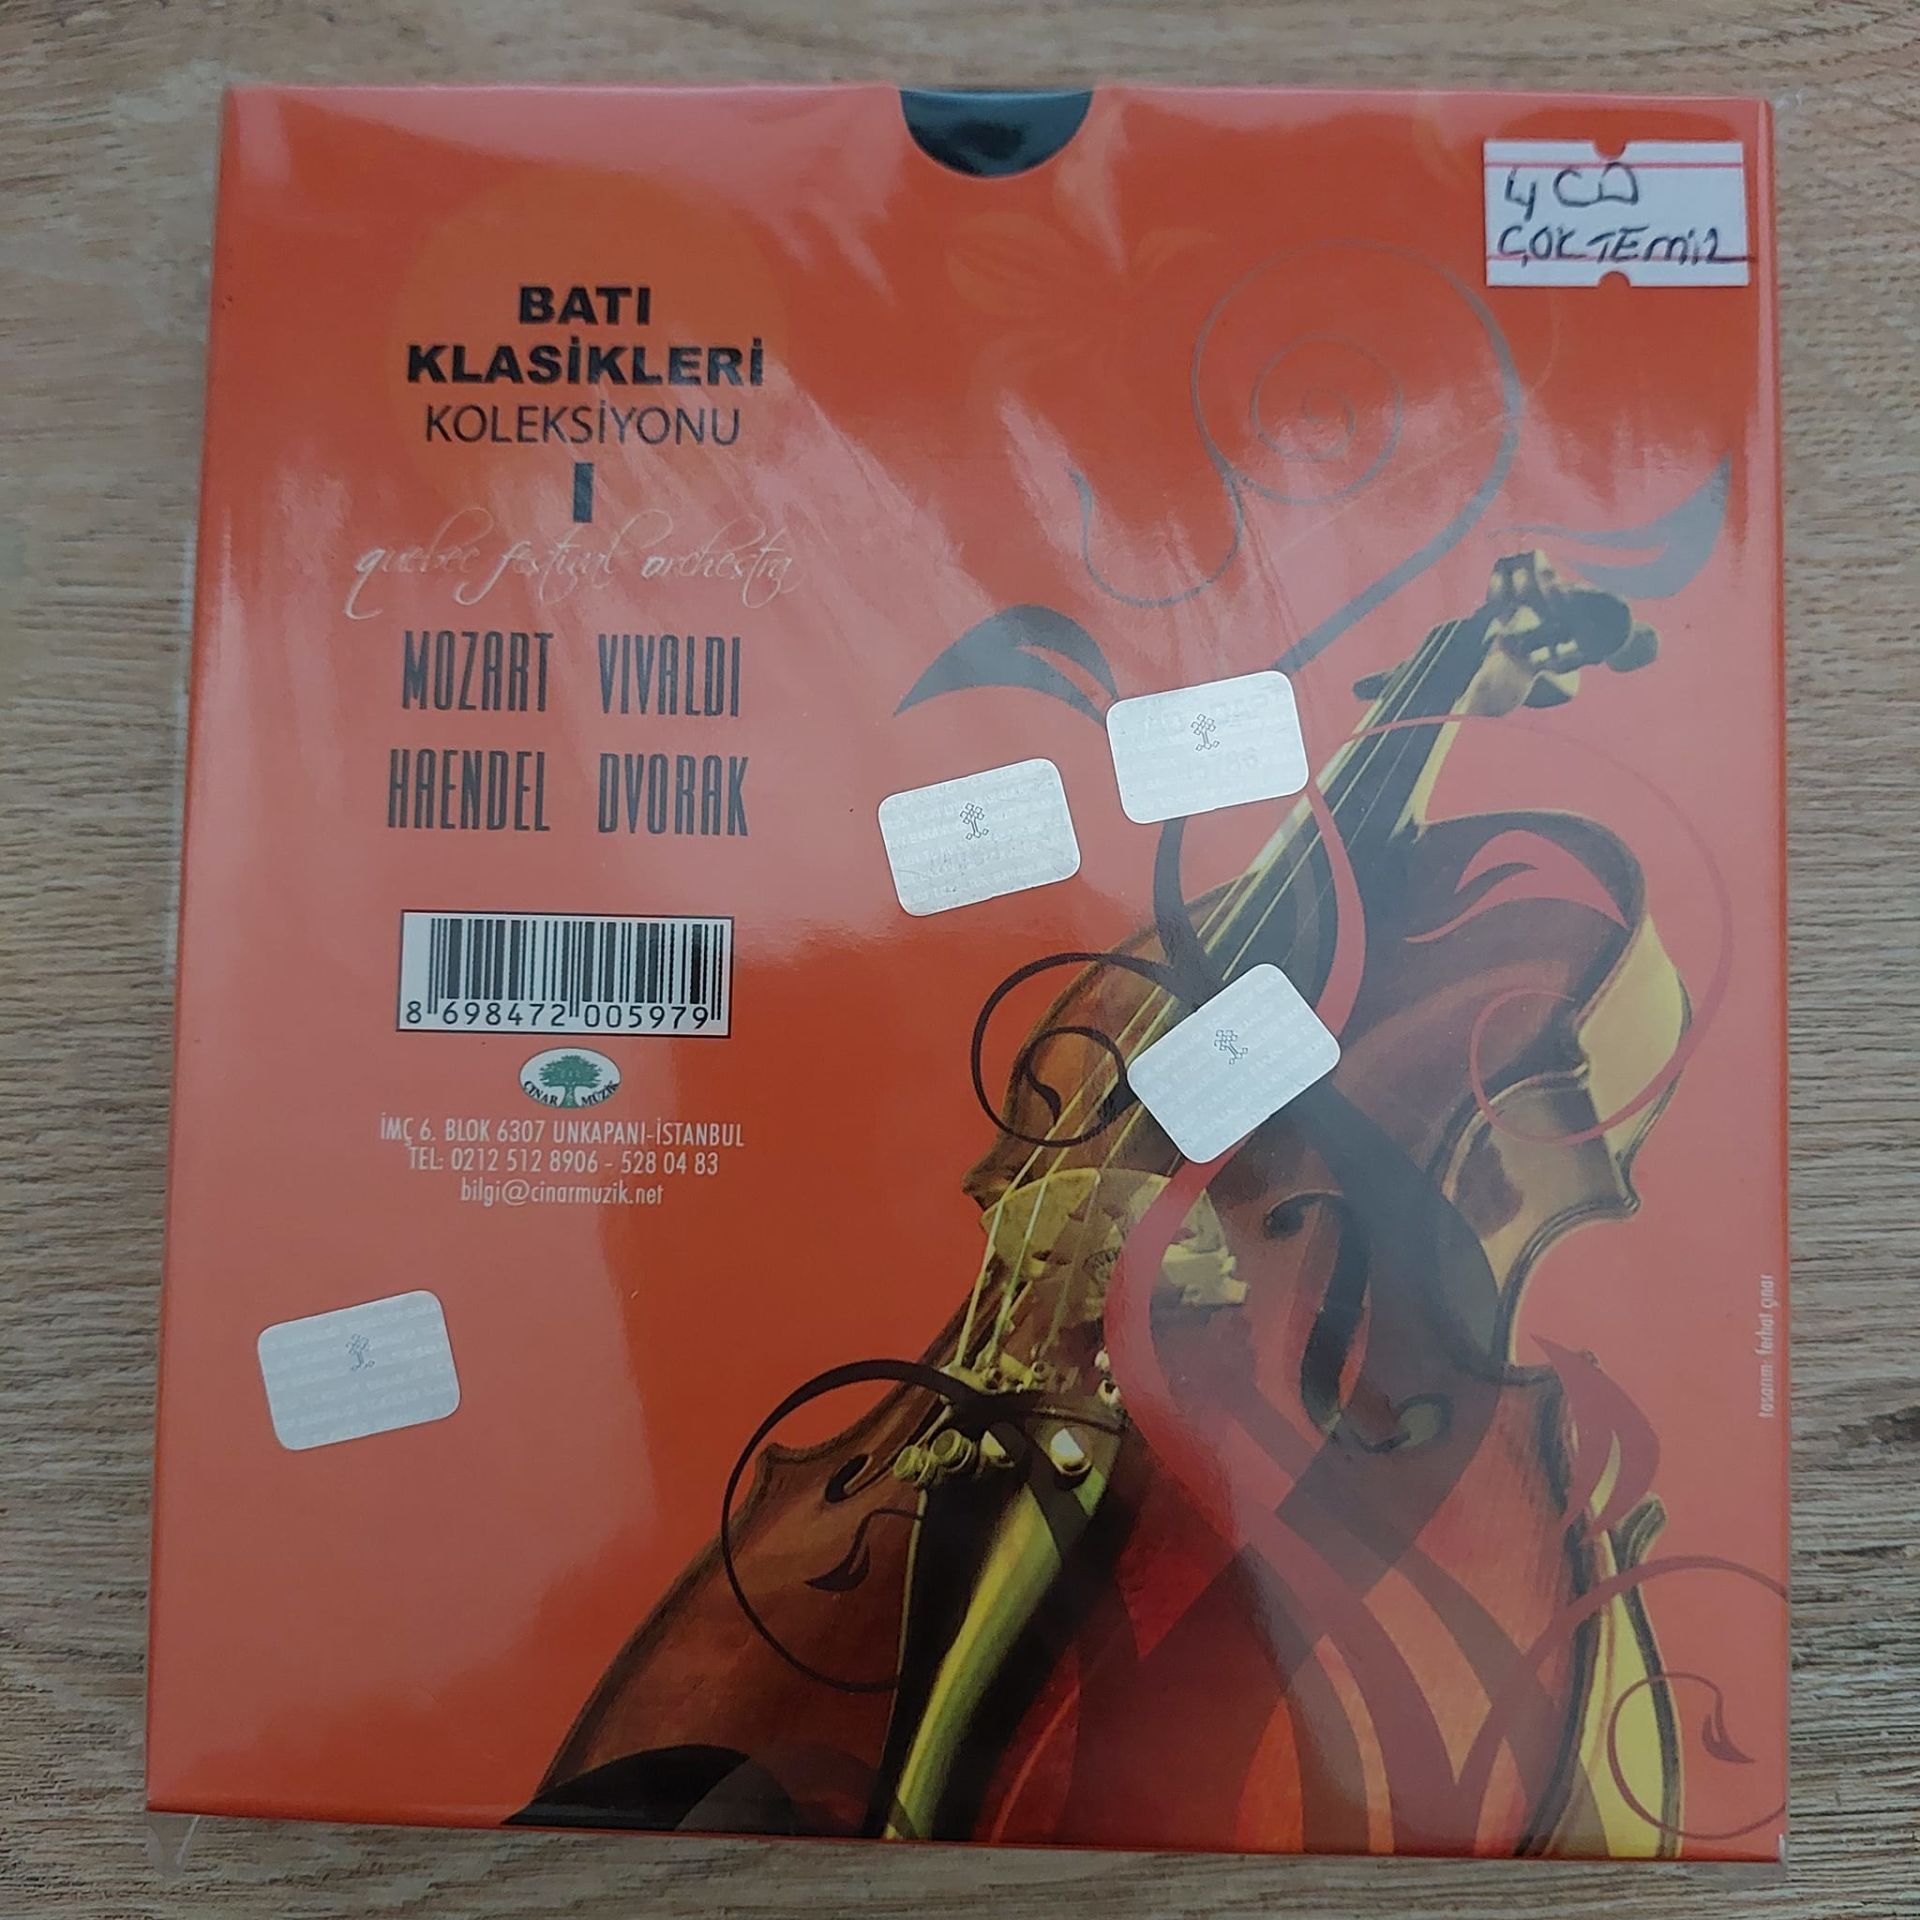 4 CD
ÇOK TEMİZ
BATI
KLASİKLERİ
KOLEKSİYONU
I
quebec festival orchestra
MOZART VIVALDI
HAENDEL DVORAK
8 698472 005979
ÇINAR MÜZİK
İMÇ 6. BLOK 6307 UNKAPANI-İSTANBUL
TEL: 0212 512 8906 - 528 04 83
bilgi@cinarmuzik.net
tasarım: ferhat çınar